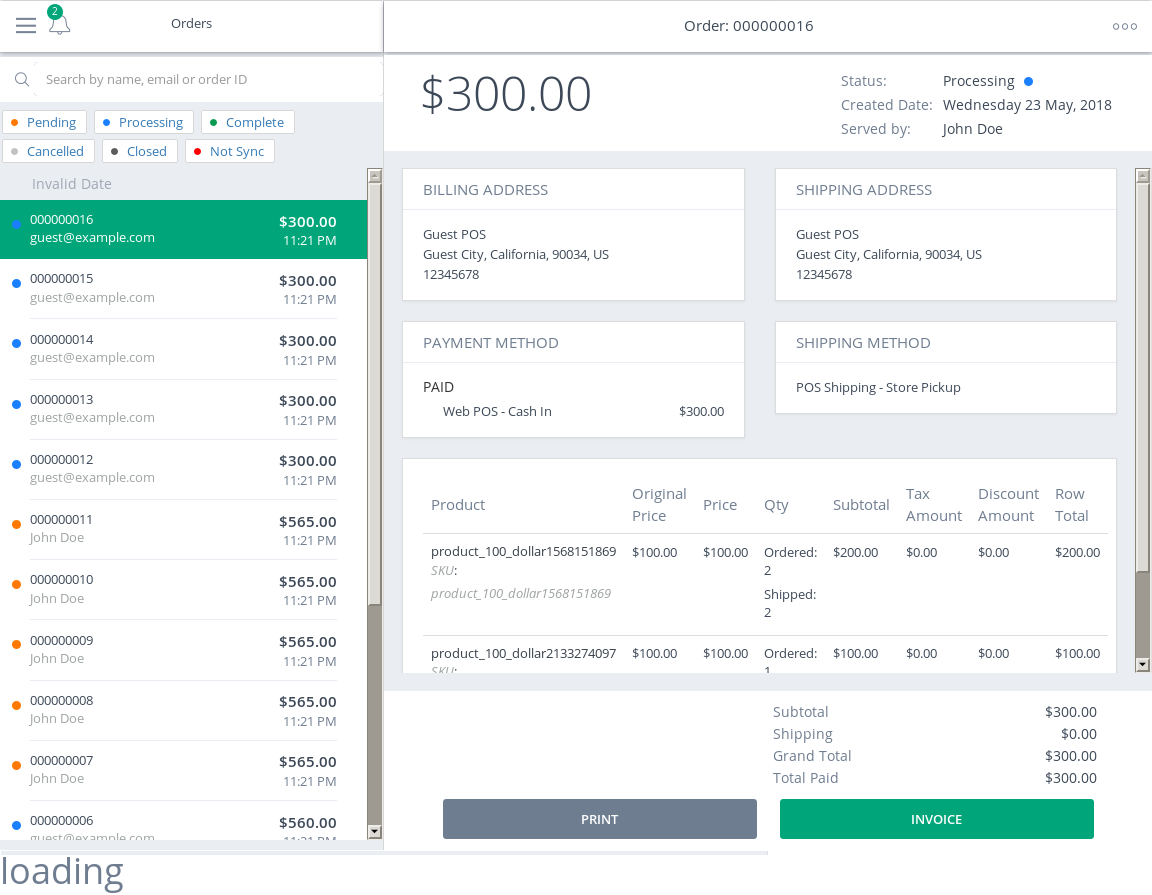 2
Orders
Order: 000000016
Search by name, email or order ID
Pending
Processing
Complete
Cancelled
Closed
Not Sync
Invalid Date
000000016 $300.00
guest@example.com 11:21 PM
000000015 $300.00
guest@example.com 11:21 PM
000000014 $300.00
guest@example.com 11:21 PM
000000013 $300.00
guest@example.com 11:21 PM
000000012 $300.00
guest@example.com 11:21 PM
000000011 $565.00
John Doe 11:21 PM
000000010 $565.00
John Doe 11:21 PM
000000009 $565.00
John Doe 11:21 PM
000000008 $565.00
John Doe 11:21 PM
000000007 $565.00
John Doe 11:21 PM
000000006 $560.00
guest@example.com 11:21 PM
$300.00
Status: Processing
Created Date: Wednesday 23 May, 2018
Served by: John Doe
BILLING ADDRESS
Guest POS
Guest City, California, 90034, US
12345678
SHIPPING ADDRESS
Guest POS
Guest City, California, 90034, US
12345678
PAYMENT METHOD
PAID
Web POS - Cash In $300.00
SHIPPING METHOD
POS Shipping - Store Pickup
Product Original Price Price Qty Subtotal Tax Amount Discount Amount Row Total
product_100_dollar1568151869 $100.00 $100.00 Ordered: $200.00 $0.00 $0.00 $200.00
SKU: 2
product_100_dollar1568151869 Shipped:
2
product_100_dollar2133274097 $100.00 $100.00 Ordered: $100.00 $0.00 $0.00 $100.00
SKU: 1
Subtotal $300.00
Shipping $0.00
Grand Total $300.00
Total Paid $300.00
PRINT
INVOICE
loading